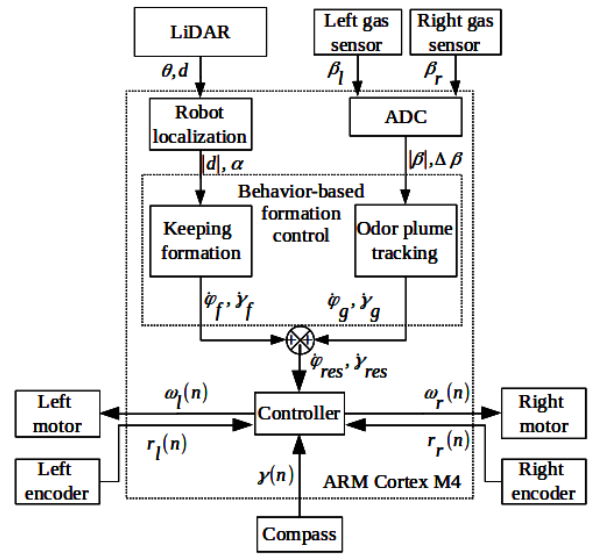 LiDAR
Left gas
sensor
Right gas
sensor
θ,d
β_l
β_r
Robot
localization
ADC
|d|, α
|β|, Δ β
Behavior-based
formation
control
Keeping
formation
Odor plume
tracking
φ̇_f, γ̇_f
φ̇_g, γ̇_g
+ +
φ̇_res, γ̇_res
Left
motor
ω_l(n)
Controller
ω_r(n)
Right
motor
r_l(n)
r_r(n)
Left
encoder
γ(n)
Right
encoder
ARM Cortex M4
Compass